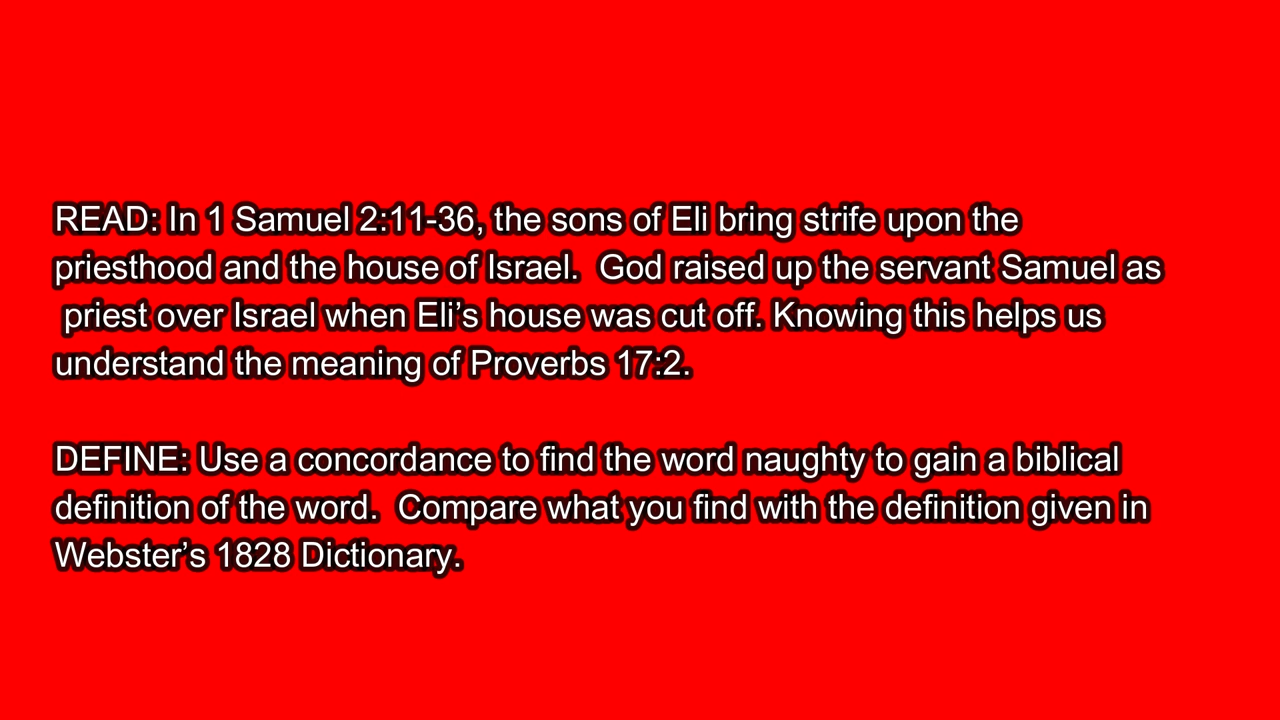 READ: In 1 Samuel 2:11-36, the sons of Eli bring strife upon the
priesthood and the house of Israel.  God raised up the servant Samuel as
priest over Israel when Eli’s house was cut off. Knowing this helps us
understand the meaning of Proverbs 17:2.
DEFINE: Use a concordance to find the word naughty to gain a biblical
definition of the word.  Compare what you find with the definition given in
Webster’s 1828 Dictionary.